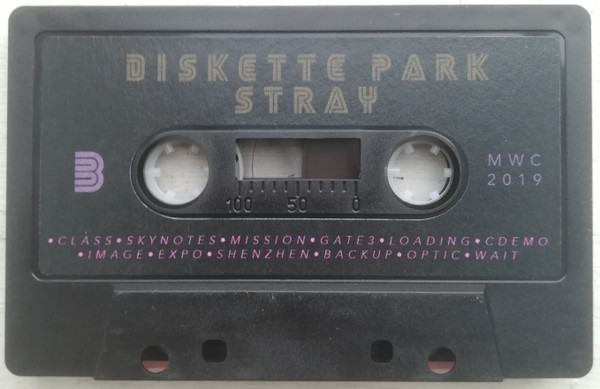 DISKETTE PARK
STRAY
B
MWC
2019
100 50 0
•CLASS•SKYNOTES•MISSION•GATE3•LOADING•CDEMO
•IMAGE•EXPO•SHENZHEN•BACKUP•OPTIC•WAIT